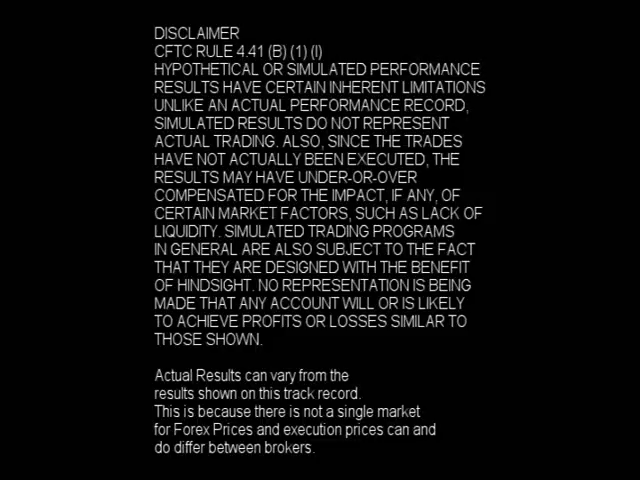 DISCLAIMER
CFTC RULE 4.41 (B) (1) (I)
HYPOTHETICAL OR SIMULATED PERFORMANCE
RESULTS HAVE CERTAIN INHERENT LIMITATIONS
UNLIKE AN ACTUAL PERFORMANCE RECORD,
SIMULATED RESULTS DO NOT REPRESENT
ACTUAL TRADING. ALSO, SINCE THE TRADES
HAVE NOT ACTUALLY BEEN EXECUTED, THE
RESULTS MAY HAVE UNDER-OR-OVER
COMPENSATED FOR THE IMPACT, IF ANY, OF
CERTAIN MARKET FACTORS, SUCH AS LACK OF
LIQUIDITY. SIMULATED TRADING PROGRAMS
IN GENERAL ARE ALSO SUBJECT TO THE FACT
THAT THEY ARE DESIGNED WITH THE BENEFIT
OF HINDSIGHT. NO REPRESENTATION IS BEING
MADE THAT ANY ACCOUNT WILL OR IS LIKELY
TO ACHIEVE PROFITS OR LOSSES SIMILAR TO
THOSE SHOWN.
Actual Results can vary from the
results shown on this track record.
This is because there is not a single market
for Forex Prices and execution prices can and
do differ between brokers.